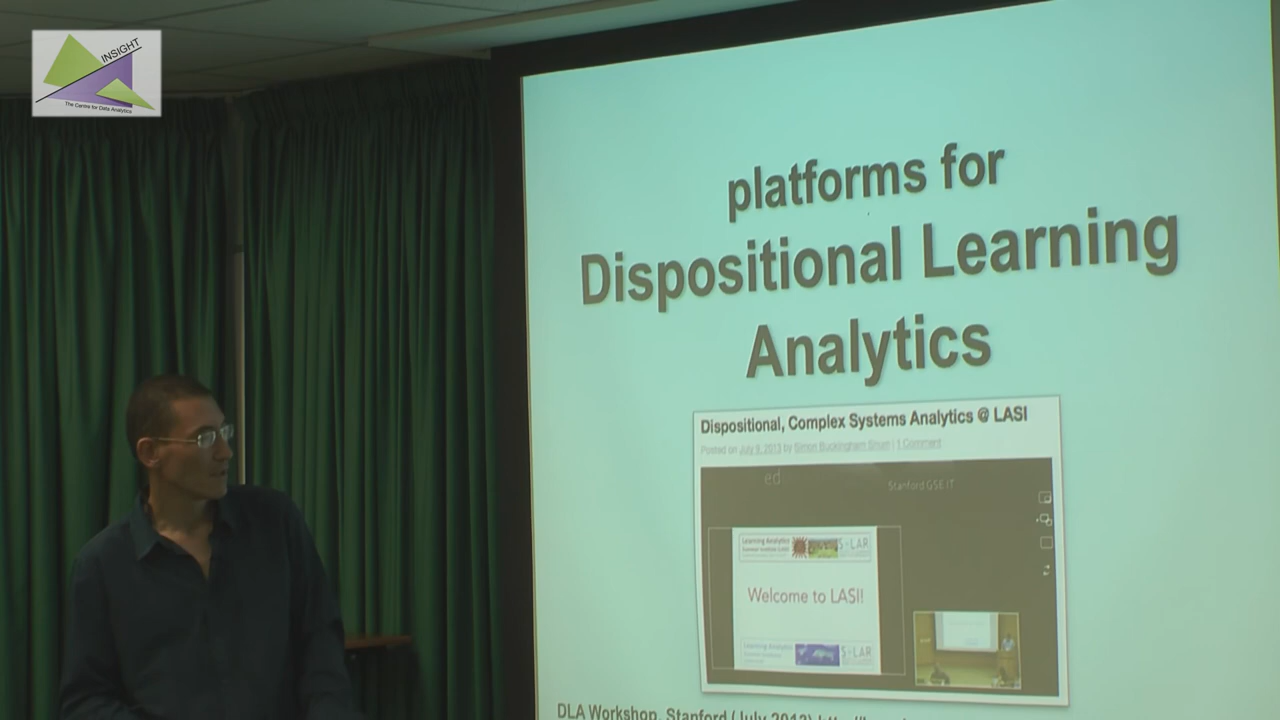 INSIGHT
The Centre for Data Analytics
platforms for
Dispositional Learning
Analytics
Dispositional, Complex Systems Analytics @ LASI
Posted on July 9, 2013 by Simon Buckingham Shum | 1 Comment
ed
Stanford GSE IT
Learning Analytics
Welcome to LASI!
Learning Analytics
DLA Workshop, Stanford (July 2013)